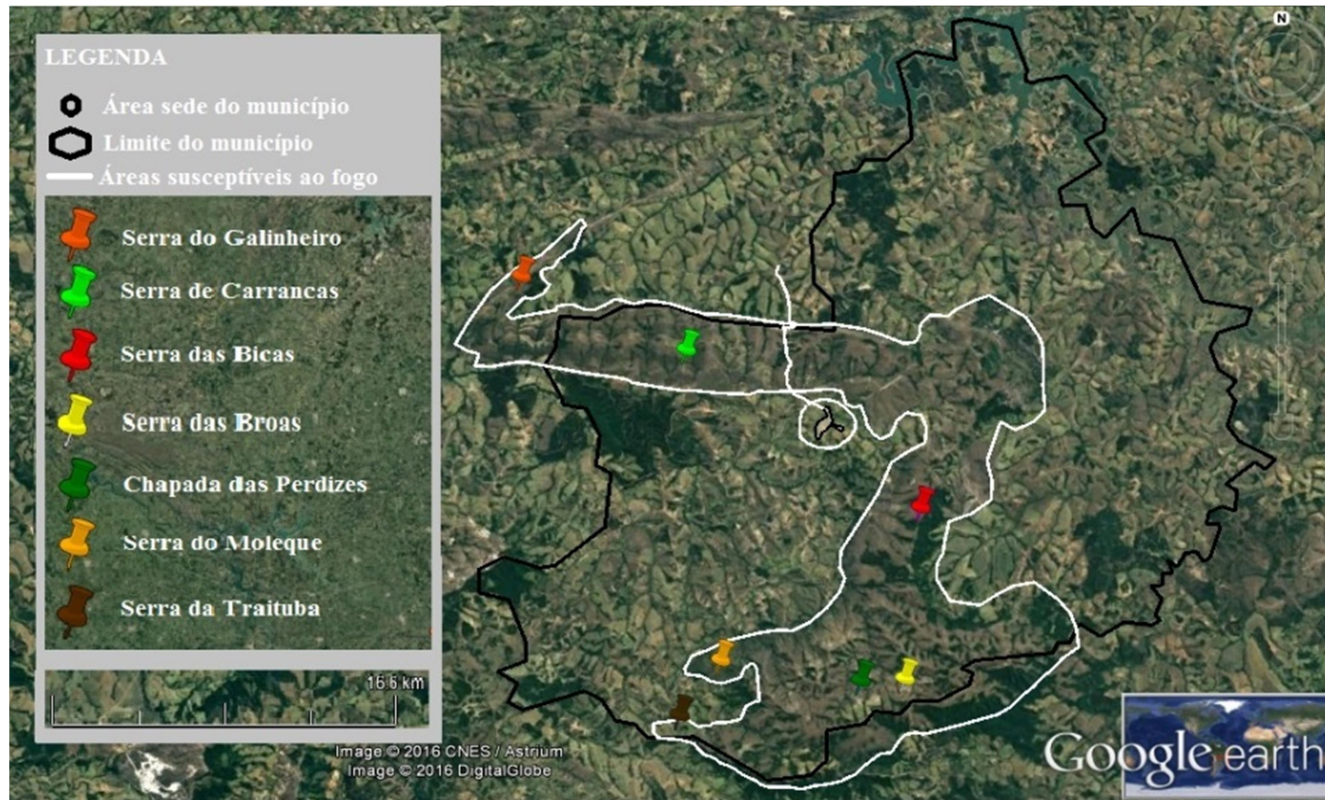 LEGENDA
Área sede do município
Limite do município
Áreas susceptíveis ao fogo
Serra do Galinheiro
Serra de Carrancas
Serra das Bicas
Serra das Broas
Chapada das Perdizes
Serra do Moleque
Serra da Traituba
16.6 km
Image © 2016 CNES / Astrium
Image © 2016 DigitalGlobe
N
Google earth